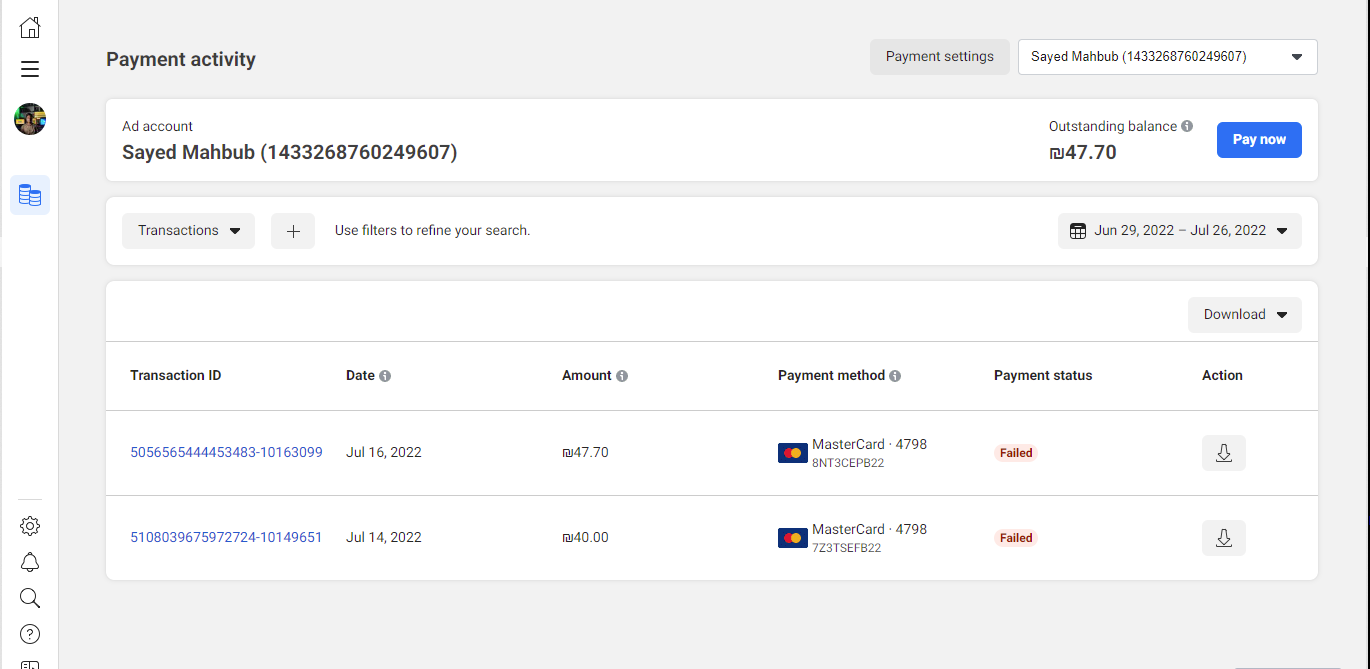 Payment activity
Payment settings
Sayed Mahbub (1433268760249607)
Ad account
Sayed Mahbub (1433268760249607)
Outstanding balance
₪47.70
Pay now
Transactions
Use filters to refine your search.
Jun 29, 2022 – Jul 26, 2022
Download
Transaction ID Date Amount Payment method Payment status Action
5056565444453483-10163099 Jul 16, 2022 ₪47.70 MasterCard · 4798 Failed
8NT3CEPB22
5108039675972724-10149651 Jul 14, 2022 ₪40.00 MasterCard · 4798 Failed
7Z3TSEFB22